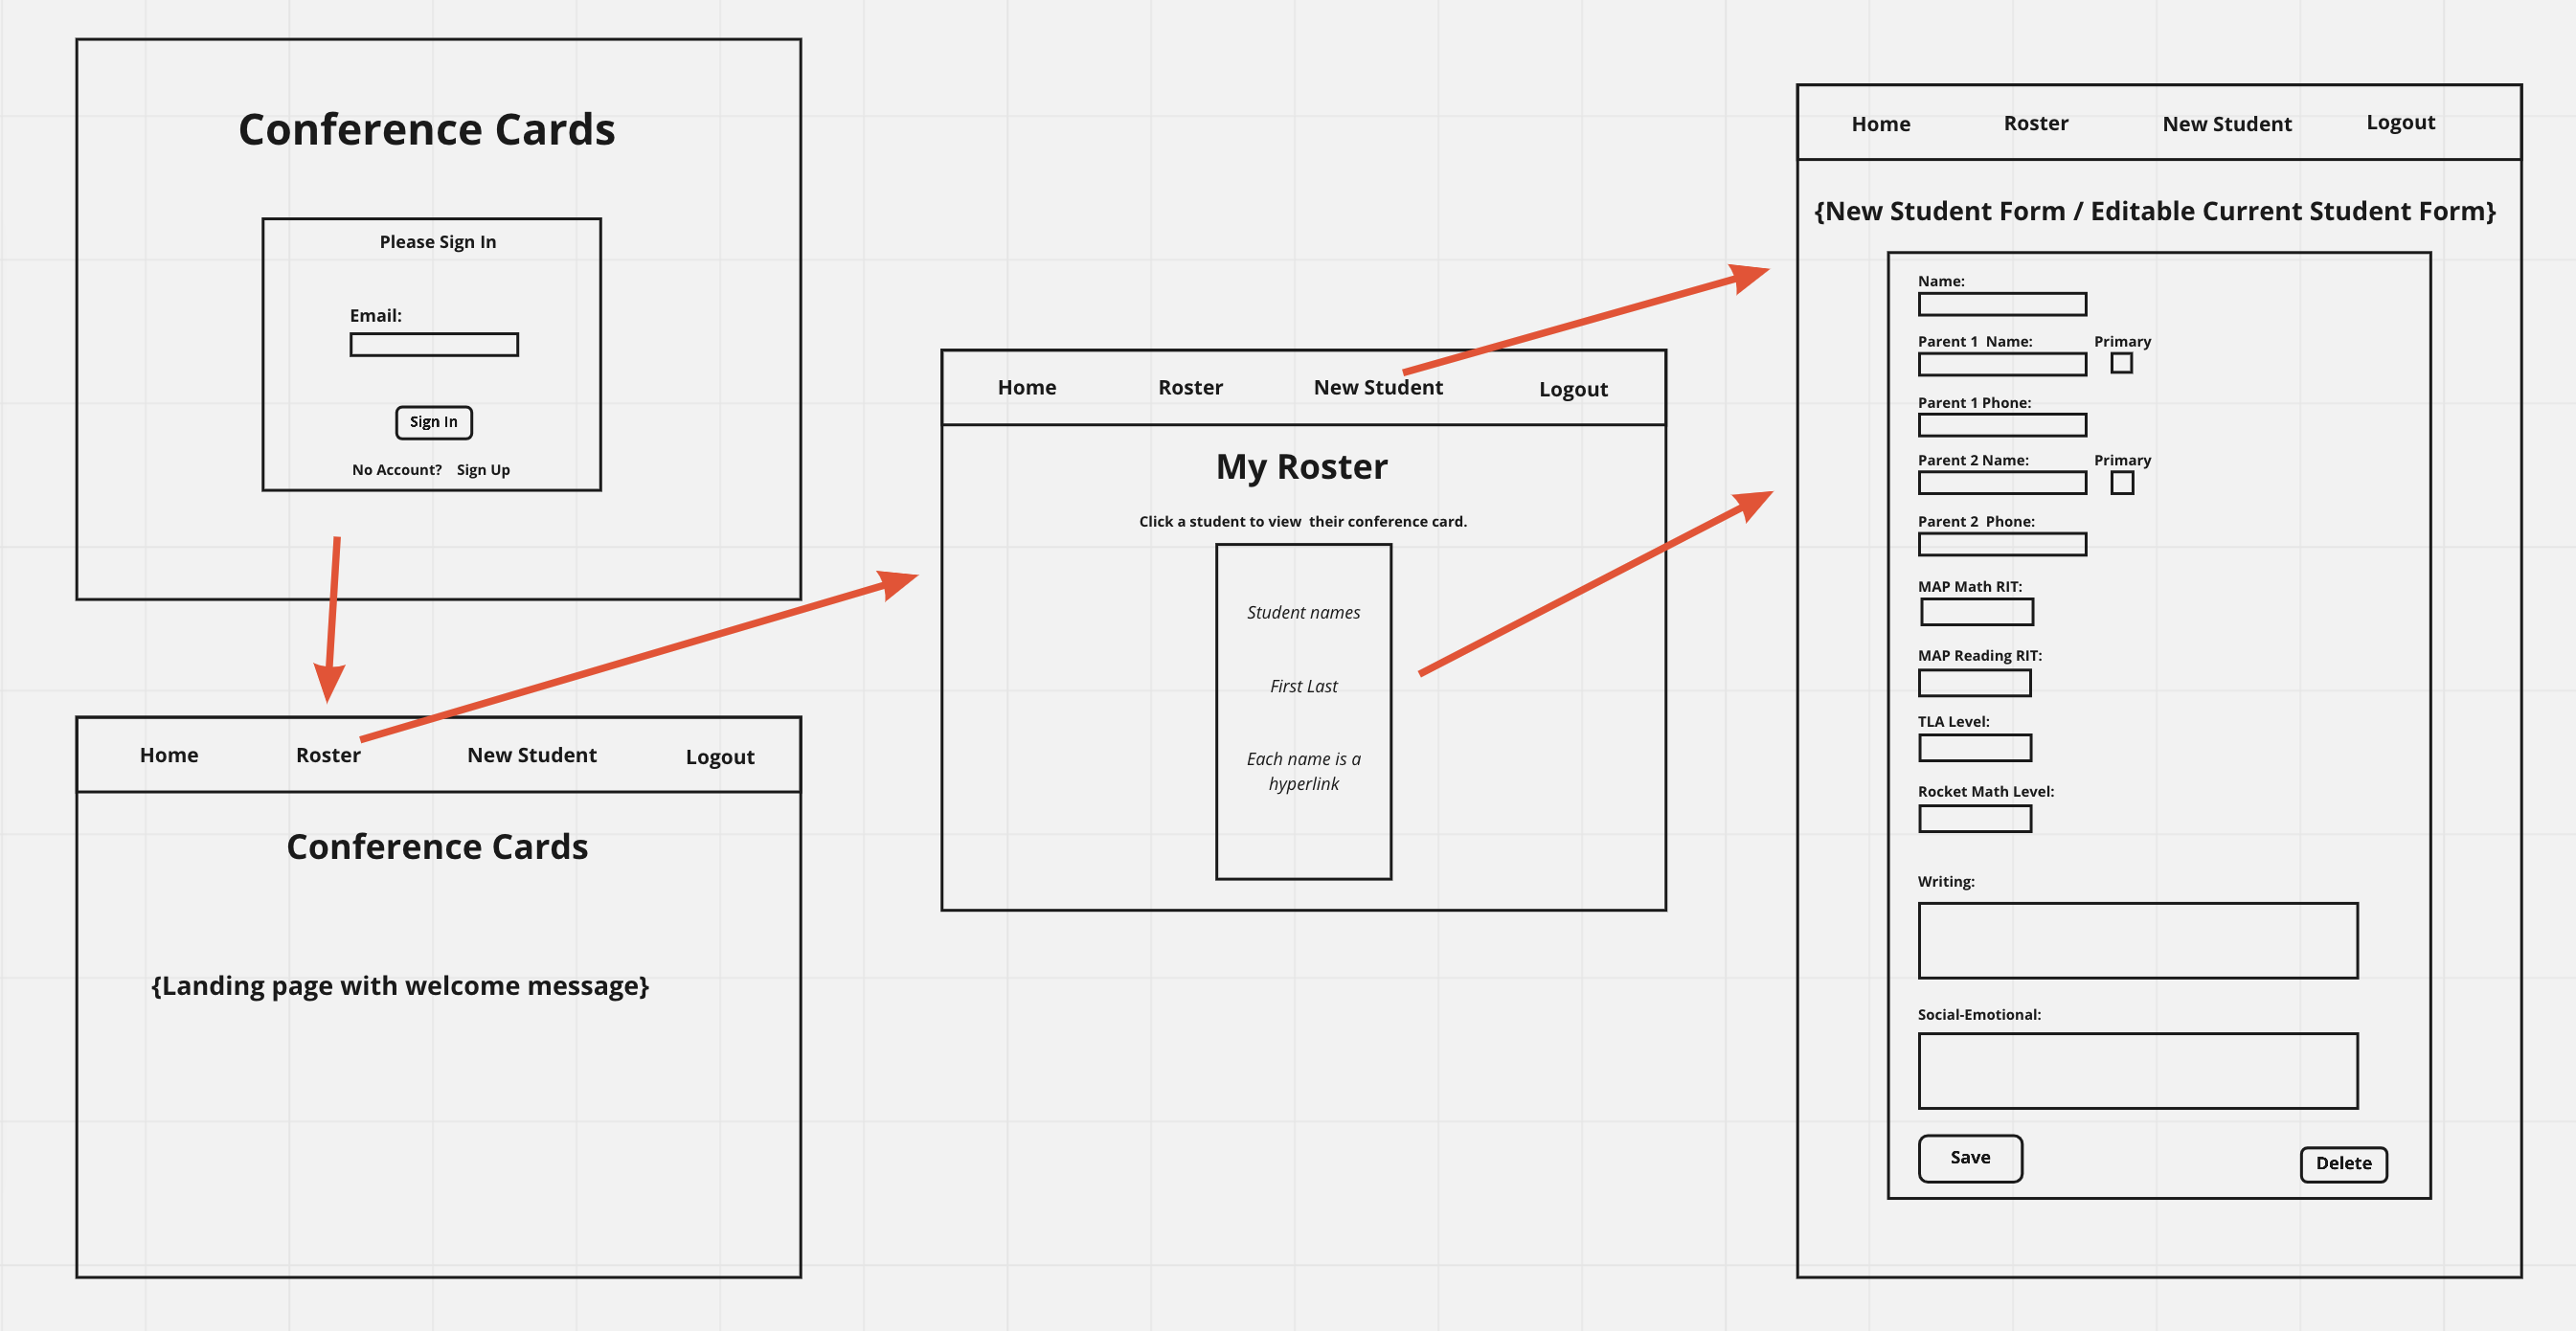 Conference Cards
Please Sign In
Email:
Sign In
No Account? Sign Up
Home Roster New Student Logout
Conference Cards
{Landing page with welcome message}
Home Roster New Student Logout
My Roster
Click a student to view their conference card.
Student names
First Last
Each name is a
hyperlink
Home Roster New Student Logout
{New Student Form / Editable Current Student Form}
Name:
Parent 1 Name: Primary
Parent 1 Phone:
Parent 2 Name: Primary
Parent 2 Phone:
MAP Math RIT:
MAP Reading RIT:
TLA Level:
Rocket Math Level:
Writing:
Social-Emotional:
Save Delete